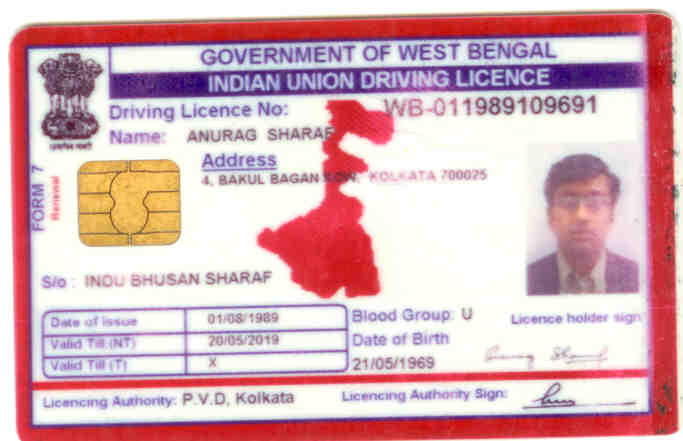 GOVERNMENT OF WEST BENGAL
INDIAN UNION DRIVING LICENCE
Driving Licence No: WB-011989109691
Name: ANURAG SHARAF
Address
4, BAKUL BAGAN ROW, KOLKATA 700025
FORM 7
Renewal
S/o : INDU BHUSAN SHARAF
Date of Issue 01/08/1989
Valid Till (NT) 20/05/2019
Valid Till (T) X
Blood Group: U
Date of Birth
21/05/1969
Licence holder sign
Licencing Authority: P.V.D, Kolkata
Licencing Authority Sign: